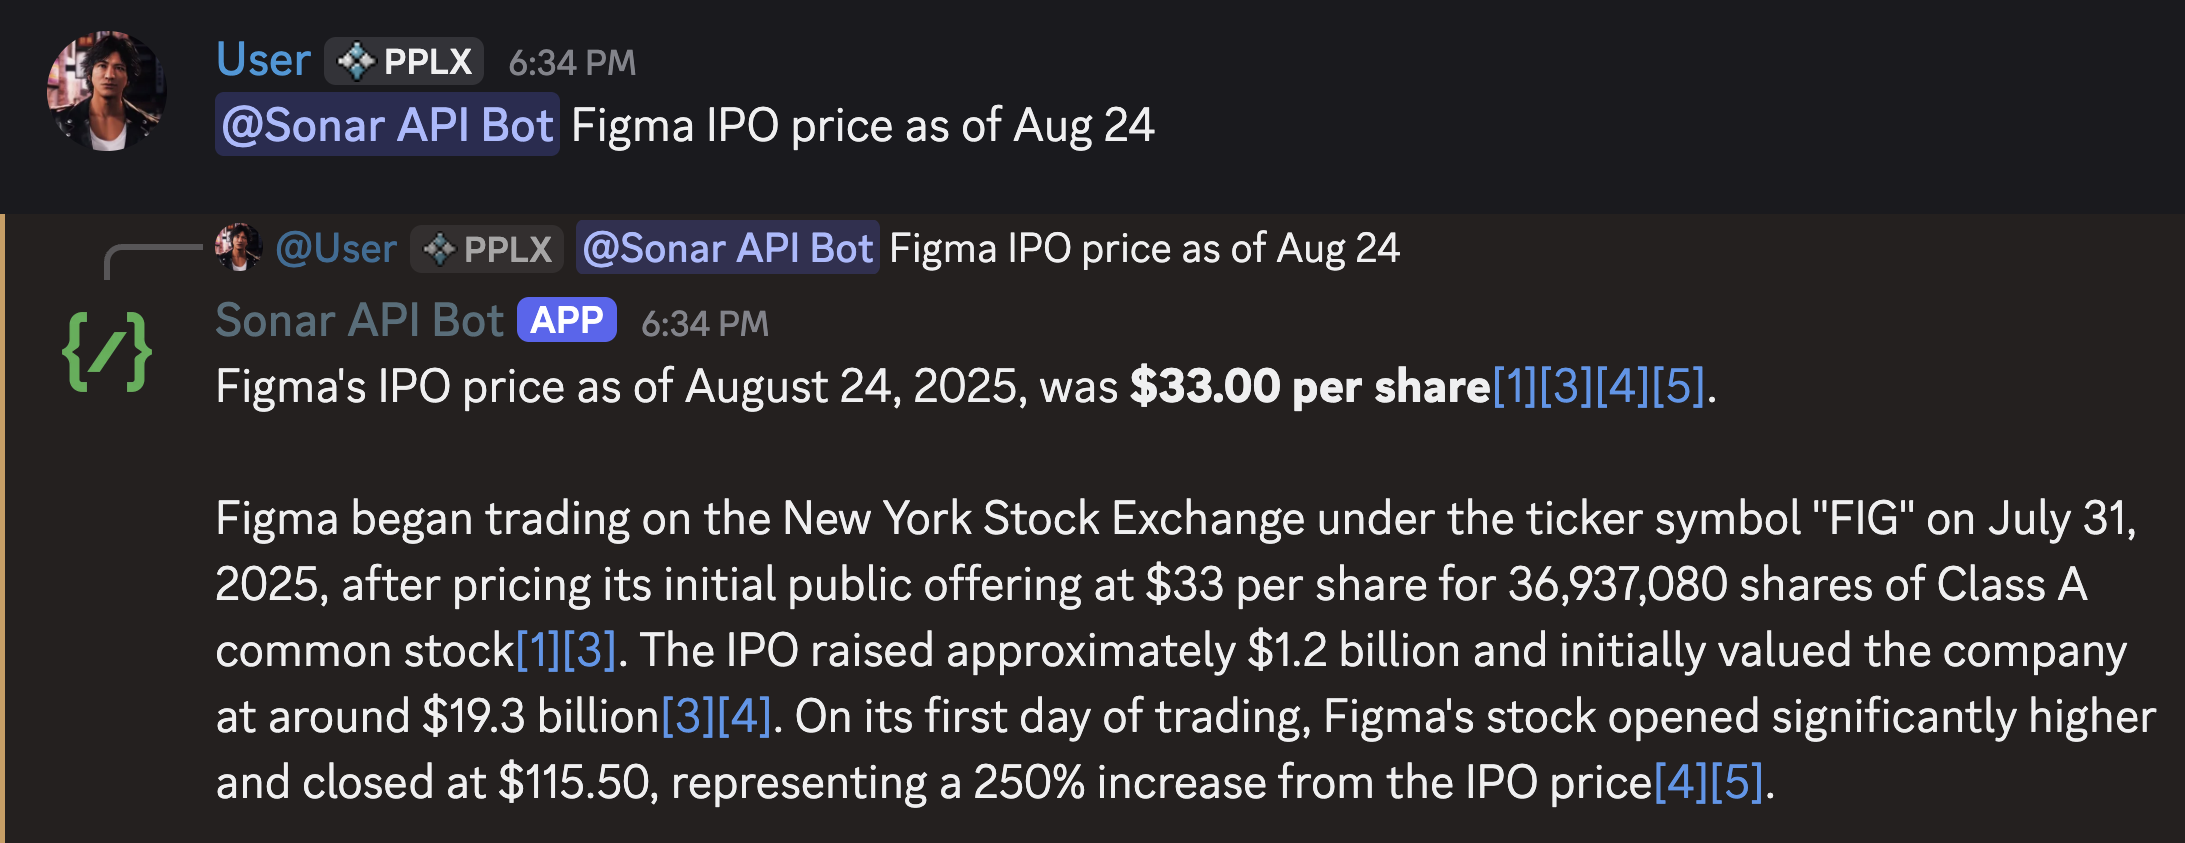 User PPLX 6:34 PM
@Sonar API Bot Figma IPO price as of Aug 24
@User PPLX @Sonar API Bot Figma IPO price as of Aug 24
Sonar API Bot APP 6:34 PM
{/}
Figma's IPO price as of August 24, 2025, was $33.00 per share[1][3][4][5].
Figma began trading on the New York Stock Exchange under the ticker symbol "FIG" on July 31,
2025, after pricing its initial public offering at $33 per share for 36,937,080 shares of Class A
common stock[1][3]. The IPO raised approximately $1.2 billion and initially valued the company
at around $19.3 billion[3][4]. On its first day of trading, Figma's stock opened significantly higher
and closed at $115.50, representing a 250% increase from the IPO price[4][5].